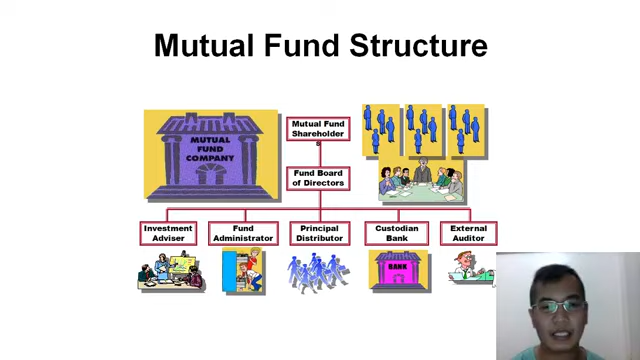 Mutual Fund Structure
MUTUAL
FUND
COMPANY
Mutual Fund
Shareholder
s
Fund Board
of Directors
Investment
Adviser
Fund
Administrator
Principal
Distributor
Custodian
Bank
External
Auditor
BANK